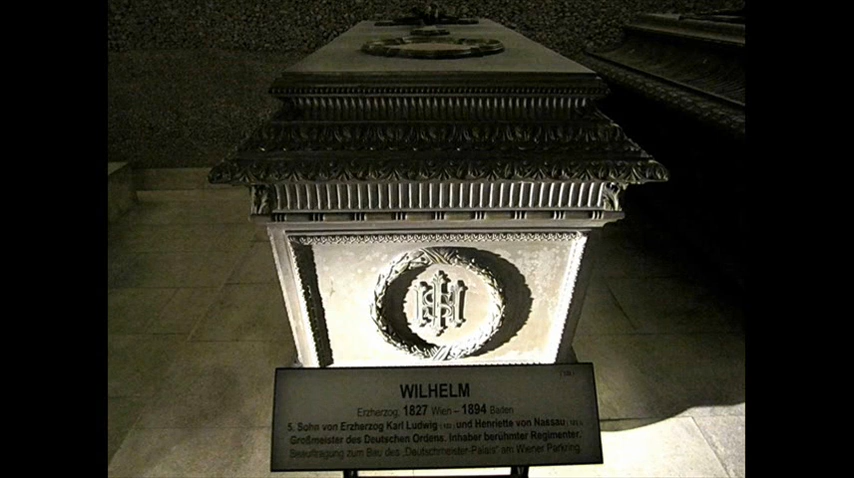 IHS
WILHELM
Erzherzog, 1827 Wien – 1894 Baden
5. Sohn von Erzherzog Karl Ludwig und Henriette von Nassau
Großmeister des Deutschen Ordens. Inhaber berühmter Regimenter.
Beauftragung zum Bau des „Deutschmeister-Palais“ am Wiener Parkring.